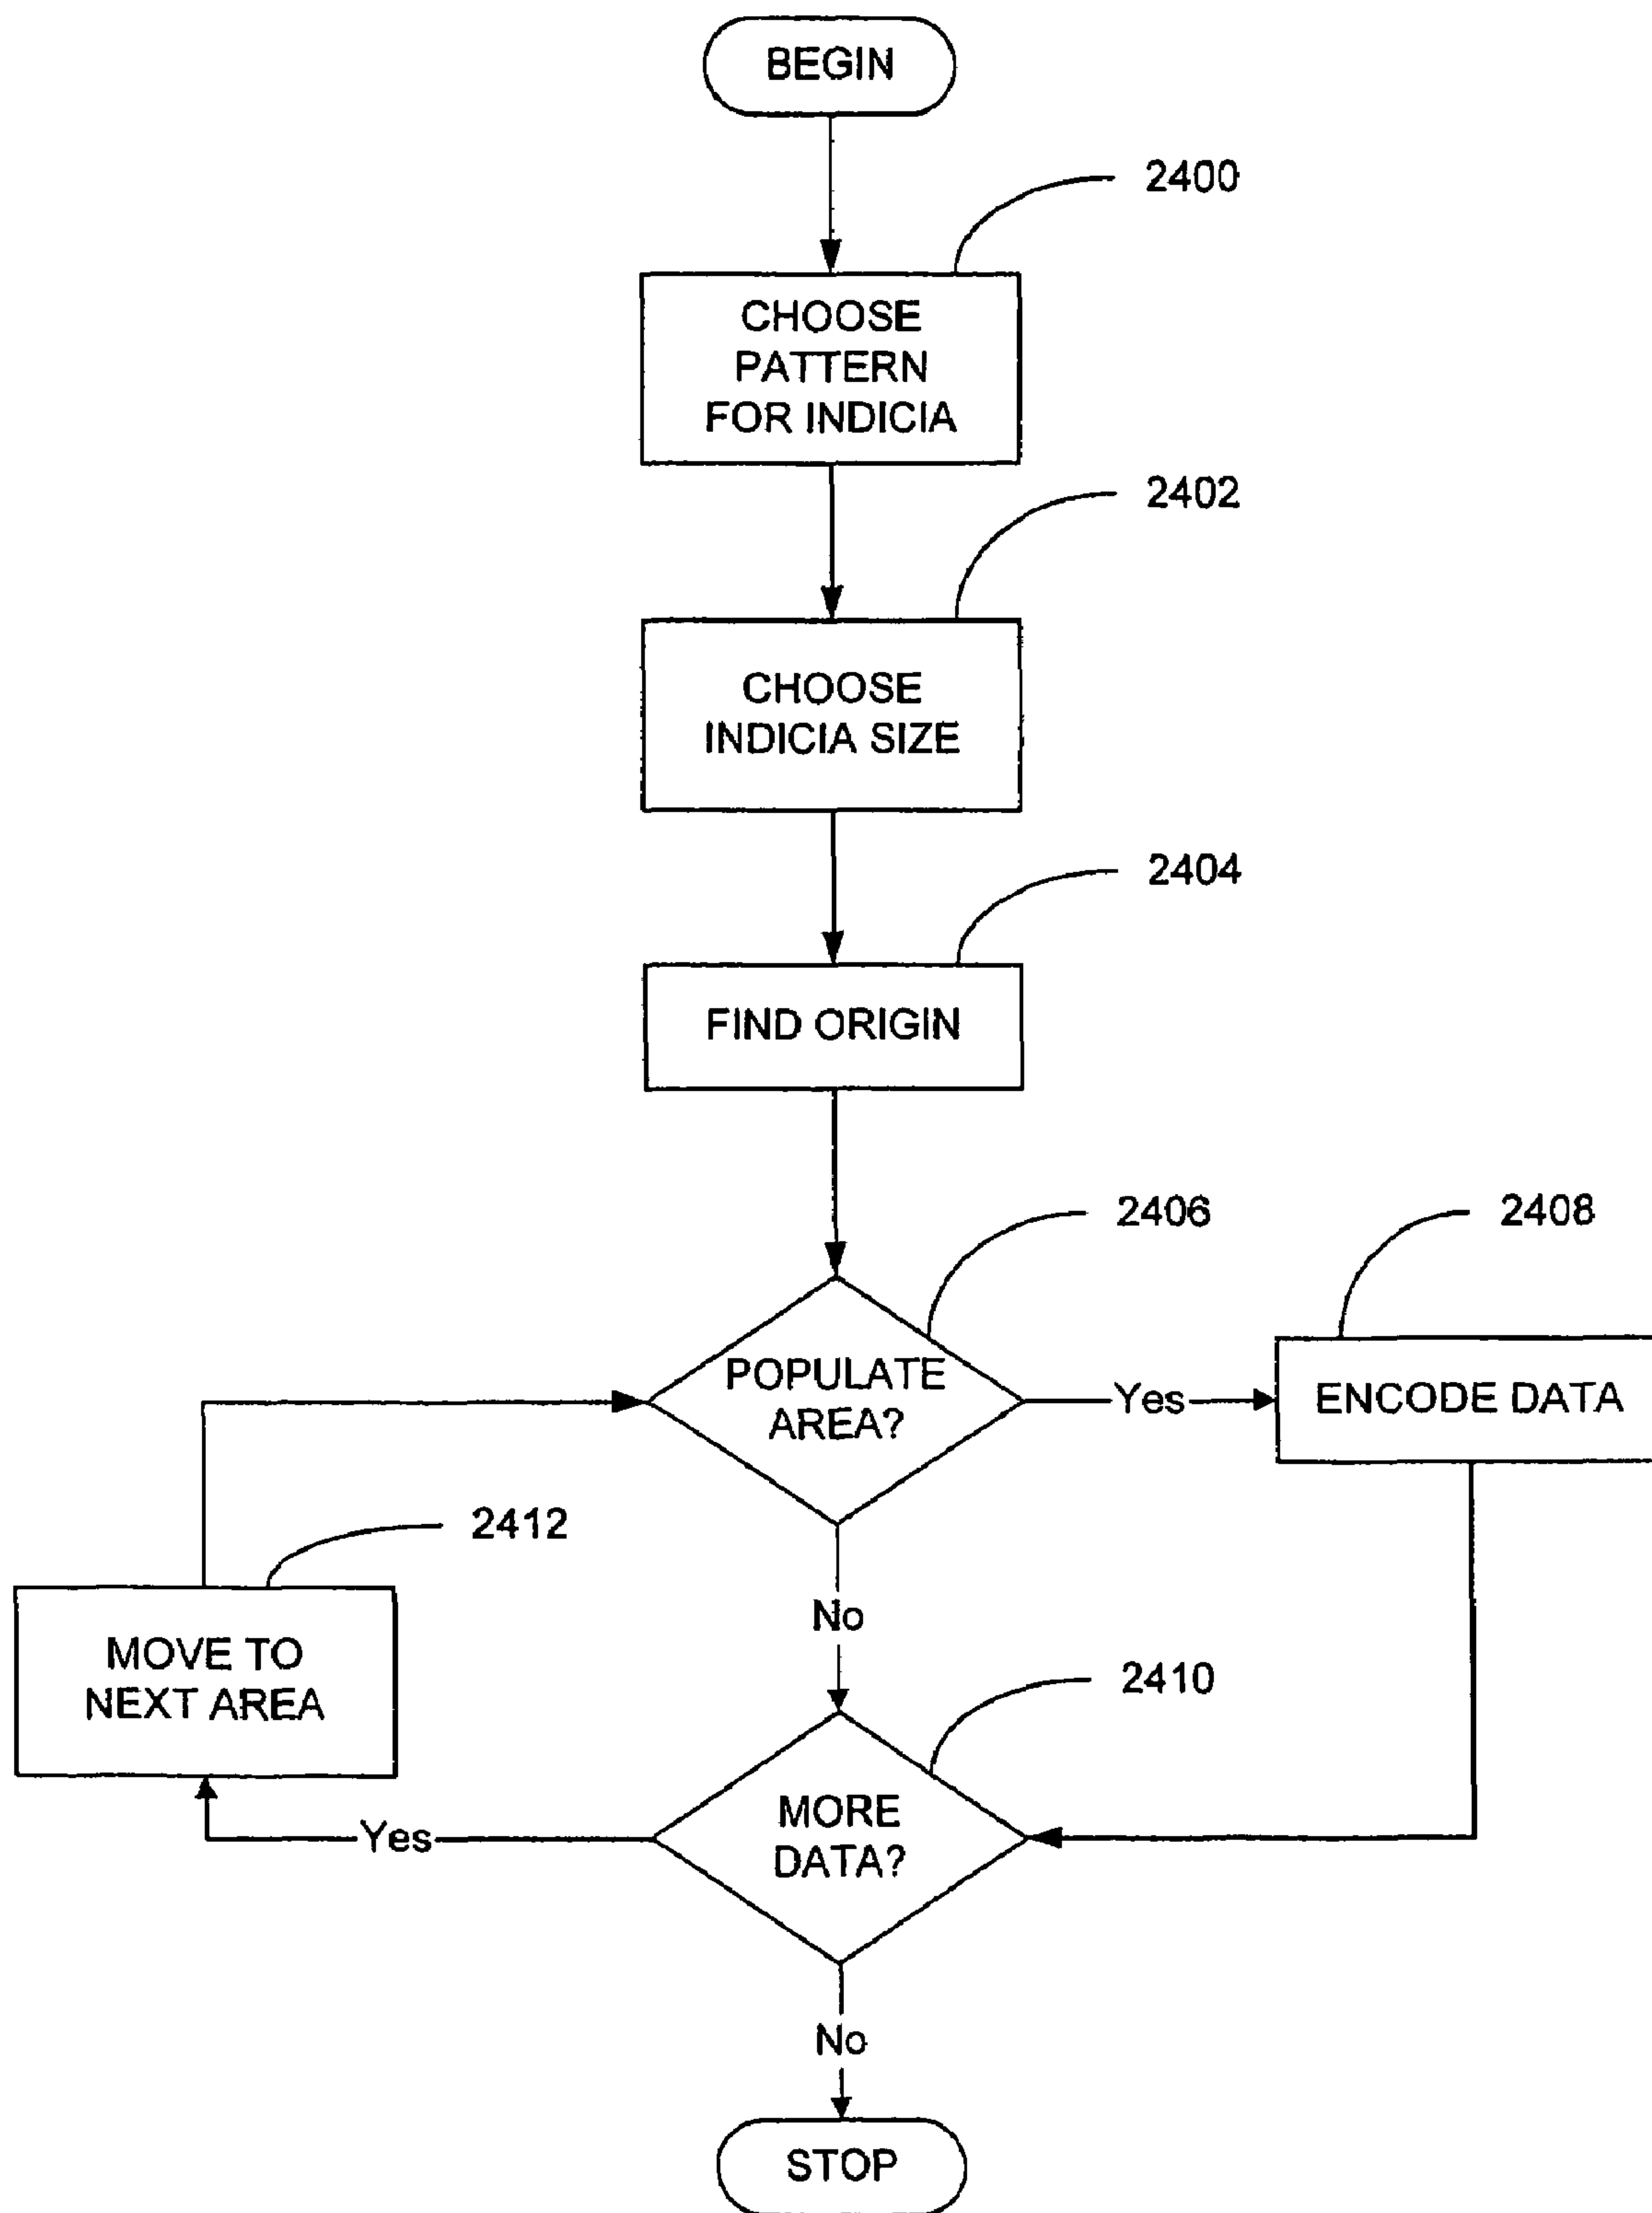 BEGIN
2400
CHOOSE
PATTERN
FOR INDICIA
2402
CHOOSE
INDICIA SIZE
2404
FIND ORIGIN
2406
2408
POPULATE
AREA?
Yes
ENCODE DATA
2412
No
MOVE TO
NEXT AREA
2410
MORE
DATA?
Yes
No
STOP